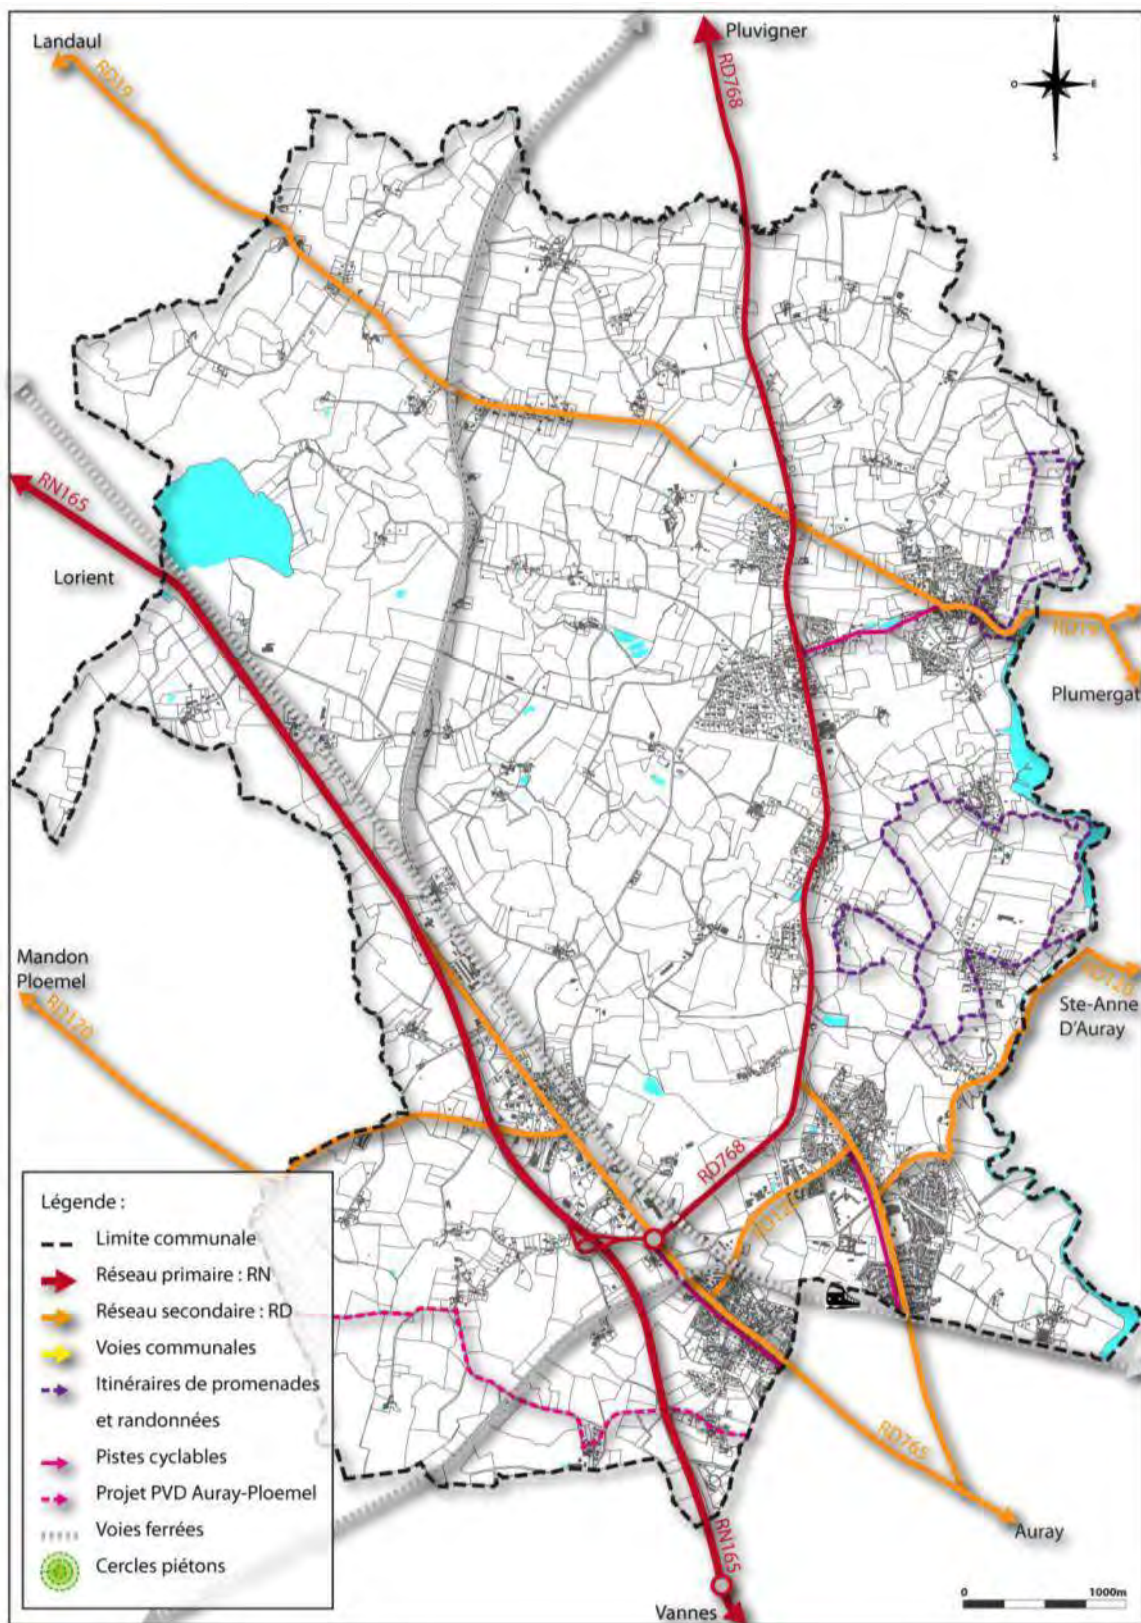 Landaul
Pluvigner
RD19
RD768
N
O
E
S
RN165
Lorient
RD19
Plumergat
Mandon
Ploemel
RD120
RD120
Ste-Anne
D'Auray
RD768
Légende :
Limite communale
Réseau primaire : RN
Réseau secondaire : RD
Voies communales
Itinéraires de promenades
et randonnées
Pistes cyclables
Projet PVD Auray-Ploemel
Voies ferrées
Cercles piétons
RD765
Auray
RN165
Vannes
0
1000m